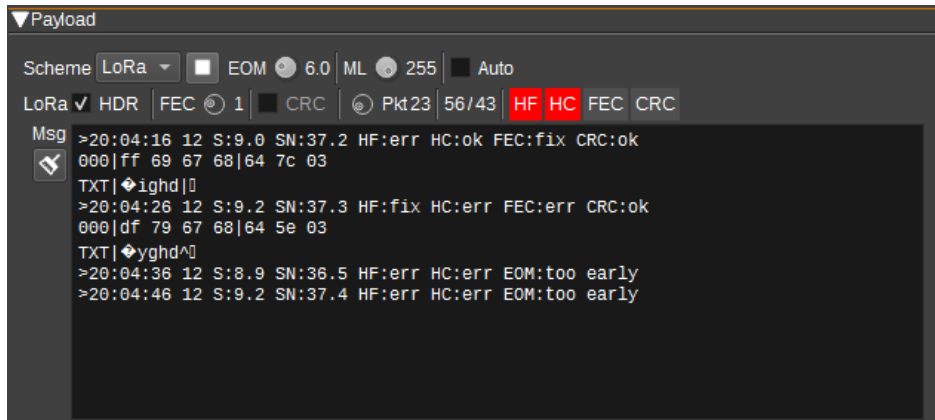 ▼Payload
Scheme LoRa EOM 6.0 ML 255 Auto
LoRa ✓ HDR FEC 1 CRC Pkt 23 56/43 HF HC FEC CRC
Msg
>20:04:16 12 S:9.0 SN:37.2 HF:err HC:ok FEC:fix CRC:ok
000|ff 69 67 68|64 7c 03
TXT|�ighd|▯
>20:04:26 12 S:9.2 SN:37.3 HF:fix HC:err FEC:err CRC:ok
000|df 79 67 68|64 5e 03
TXT|�yghd^▯
>20:04:36 12 S:8.9 SN:36.5 HF:err HC:err EOM:too early
>20:04:46 12 S:9.2 SN:37.4 HF:err HC:err EOM:too early